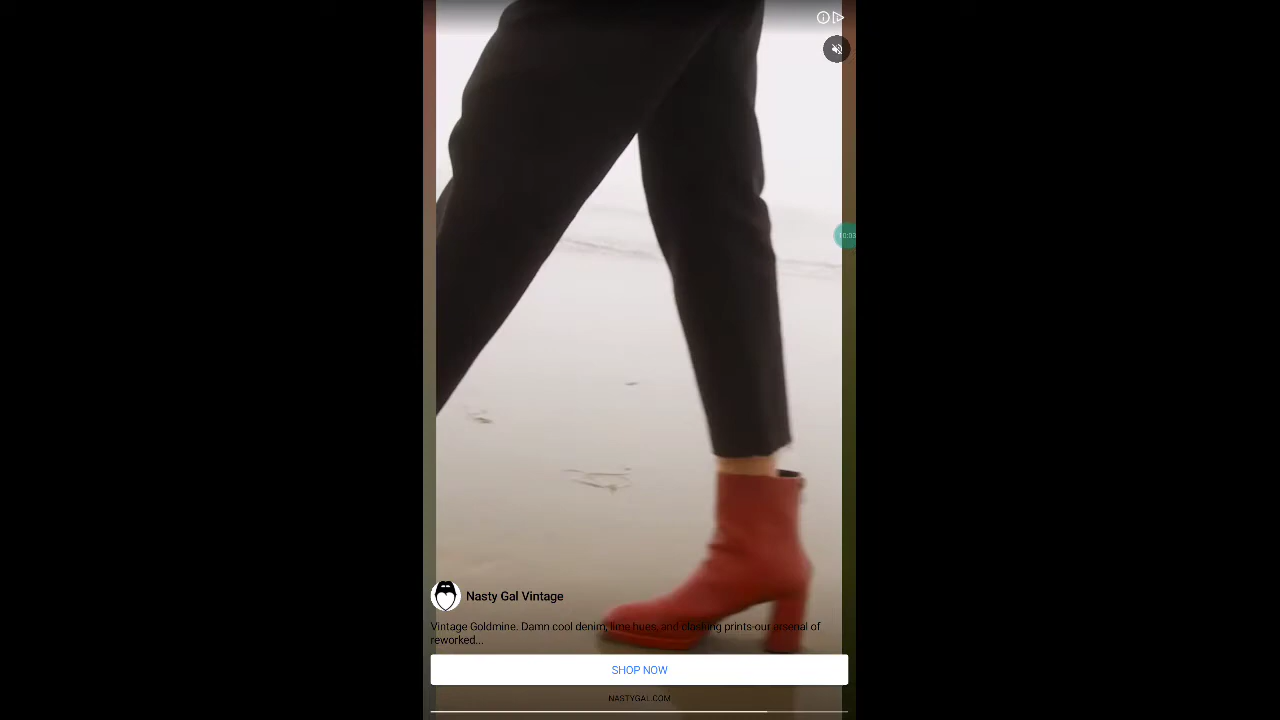 Nasty Gal Vintage
Vintage Goldmine. Damn cool denim, lime hues, and clashing prints-our arsenal of
reworked...
SHOP NOW
NASTYGAL.COM